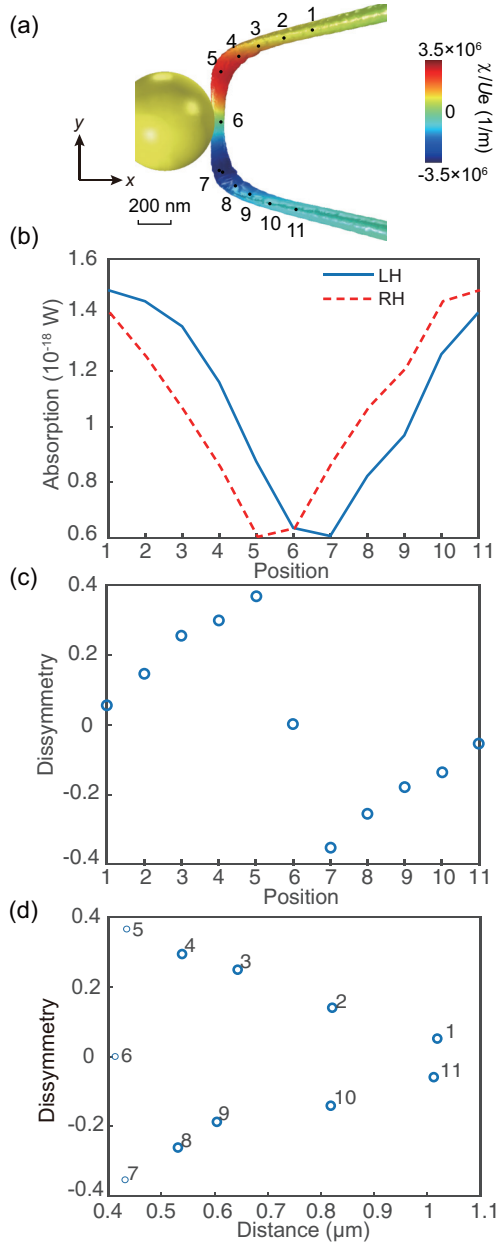 (a)
1
2
3
4
5
6
7
8
9
10
11
y
x
200 nm
3.5×10⁶
0
-3.5×10⁶
χ/Ue (1/m)
(b)
1.6
1.4
1.2
1
0.8
0.6
Absorption (10⁻¹⁸ W)
LH
RH
1 2 3 4 5 6 7 8 9 10 11
Position
(c)
0.4
0.2
0
-0.2
-0.4
Dissymmetry
1 2 3 4 5 6 7 8 9 10 11
Position
(d)
0.4
0.2
0
-0.2
-0.4
Dissymmetry
5
4
3
2
1
6
11
10
9
8
7
0.4 0.5 0.6 0.7 0.8 0.9 1 1.1
Distance (μm)